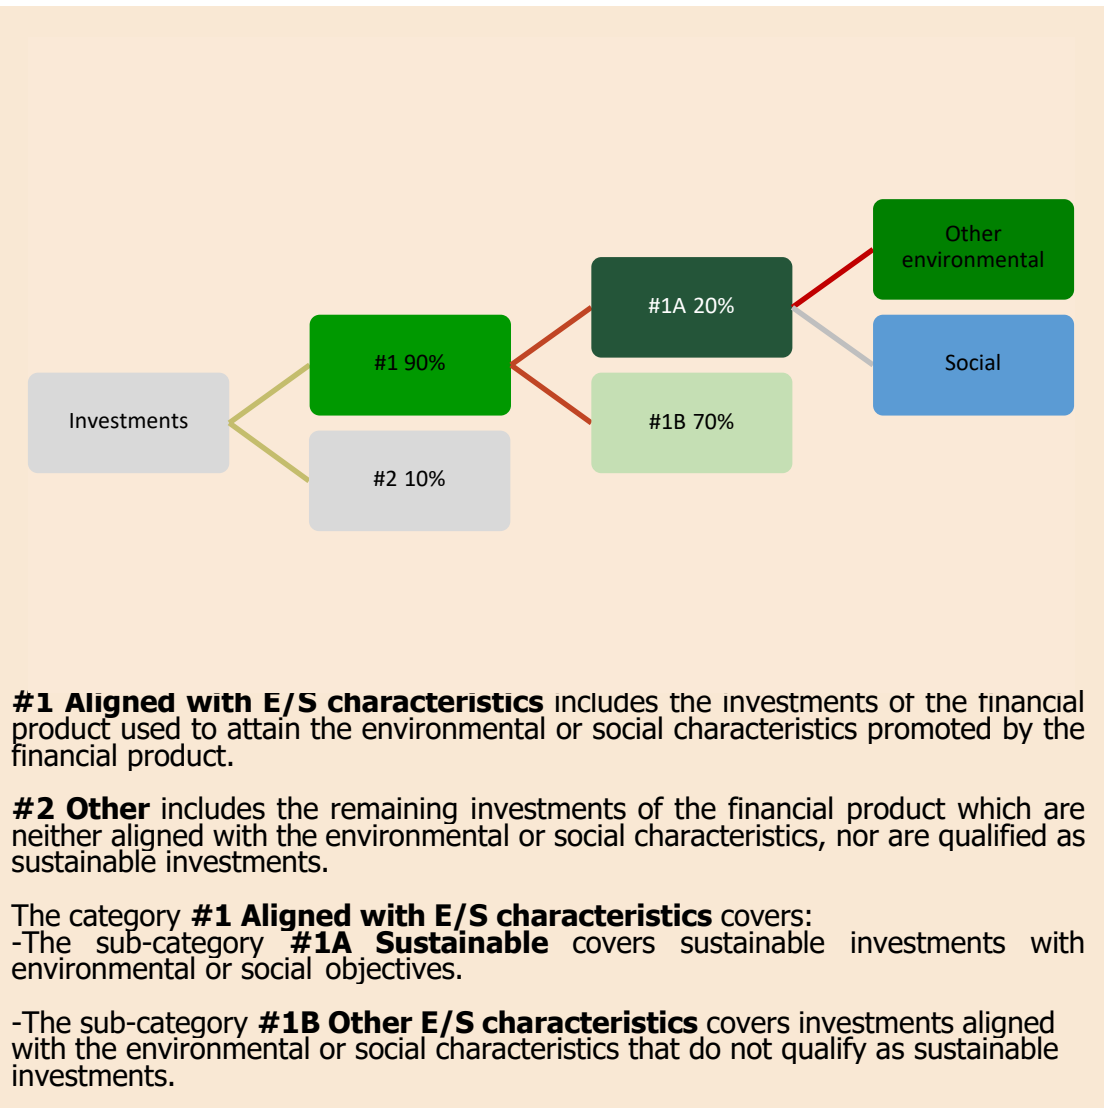 Other
environmental
#1A 20%
#1 90%
Social
Investments
#1B 70%
#2 10%
#1 Aligned with E/S characteristics includes the investments of the financial
product used to attain the environmental or social characteristics promoted by the
financial product.
#2 Other includes the remaining investments of the financial product which are
neither aligned with the environmental or social characteristics, nor are qualified as
sustainable investments.
The category #1 Aligned with E/S characteristics covers:
-The sub-category #1A Sustainable covers sustainable investments with
environmental or social objectives.
-The sub-category #1B Other E/S characteristics covers investments aligned
with the environmental or social characteristics that do not qualify as sustainable
investments.